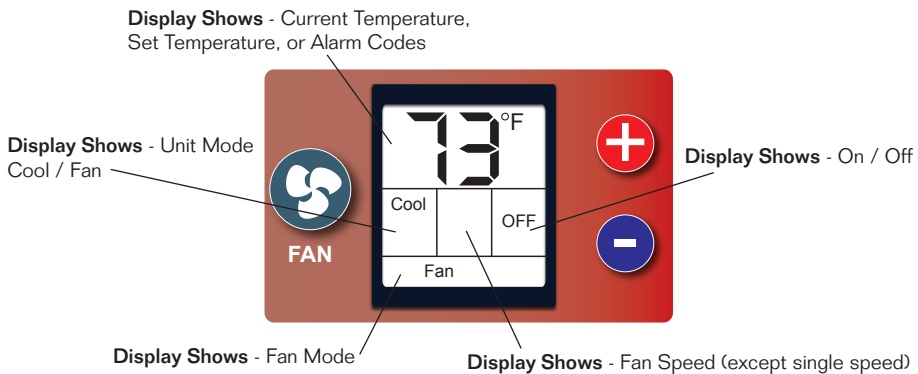 Display Shows - Current Temperature,
Set Temperature, or Alarm Codes
73°F
Display Shows - Unit Mode
Cool / Fan
Display Shows - On / Off
Cool
OFF
FAN
Fan
Display Shows - Fan Mode
Display Shows - Fan Speed (except single speed)